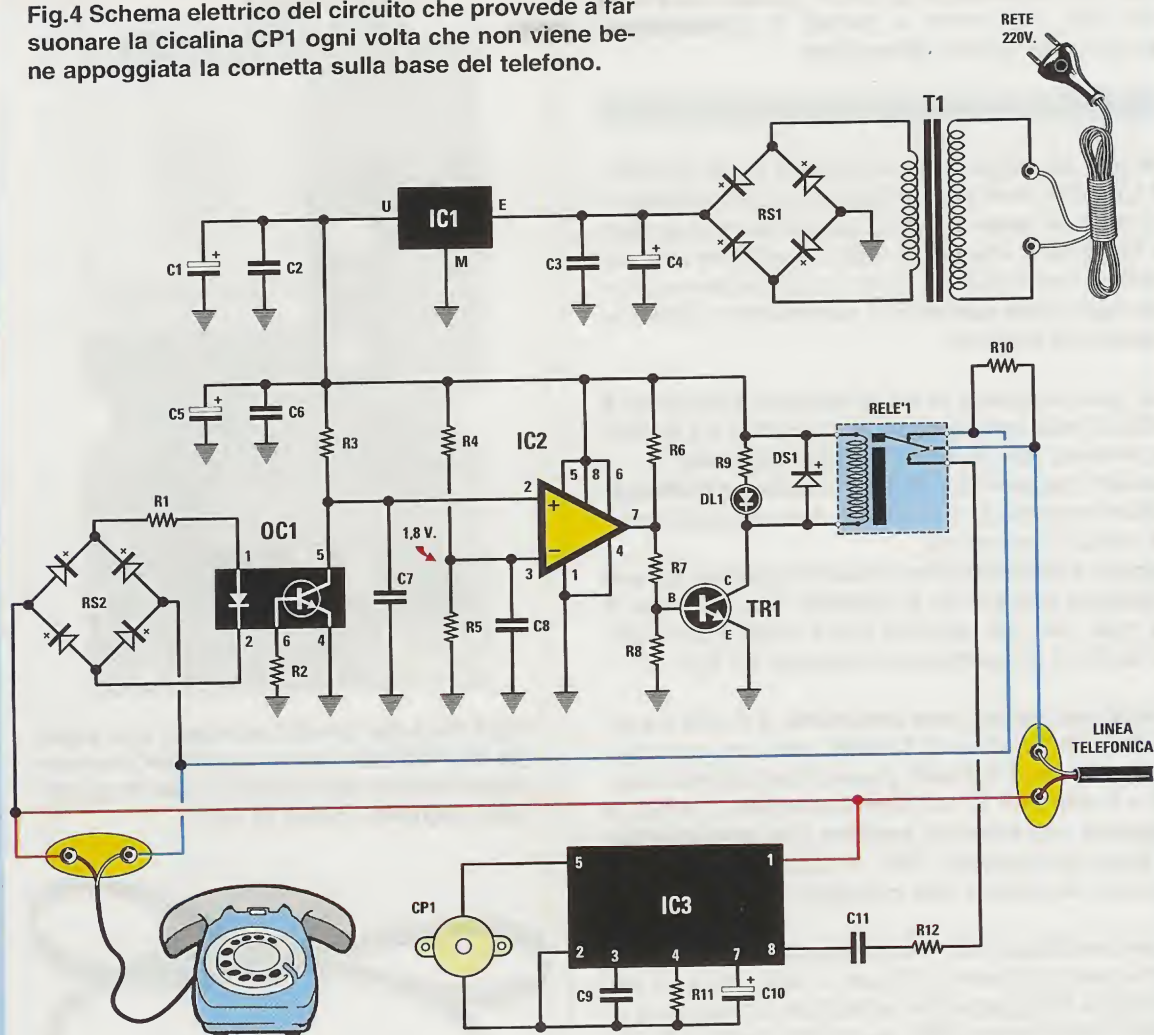 Fig.4 Schema elettrico del circuito che provvede a far
suonare la cicalina CP1 ogni volta che non viene be-
ne appoggiata la cornetta sulla base del telefono.
RETE
220V.
T1
U
IC1
E
M
RS1
C1
+
C2
C3
+
C4
R10
RELE'1
C5
+
C6
R3
R4
IC2
R6
R9
DS1
+
DL1
R1
OC1
1
5
2
6
4
R2
RS2
1,8 V.
C7
R5
C8
2
+
3
−
5
8
6
7
4
1
R7
R8
B
C
E
TR1
LINEA
TELEFONICA
CP1
5
1
IC3
2
3
4
7
8
C9
R11
+
C10
C11
R12